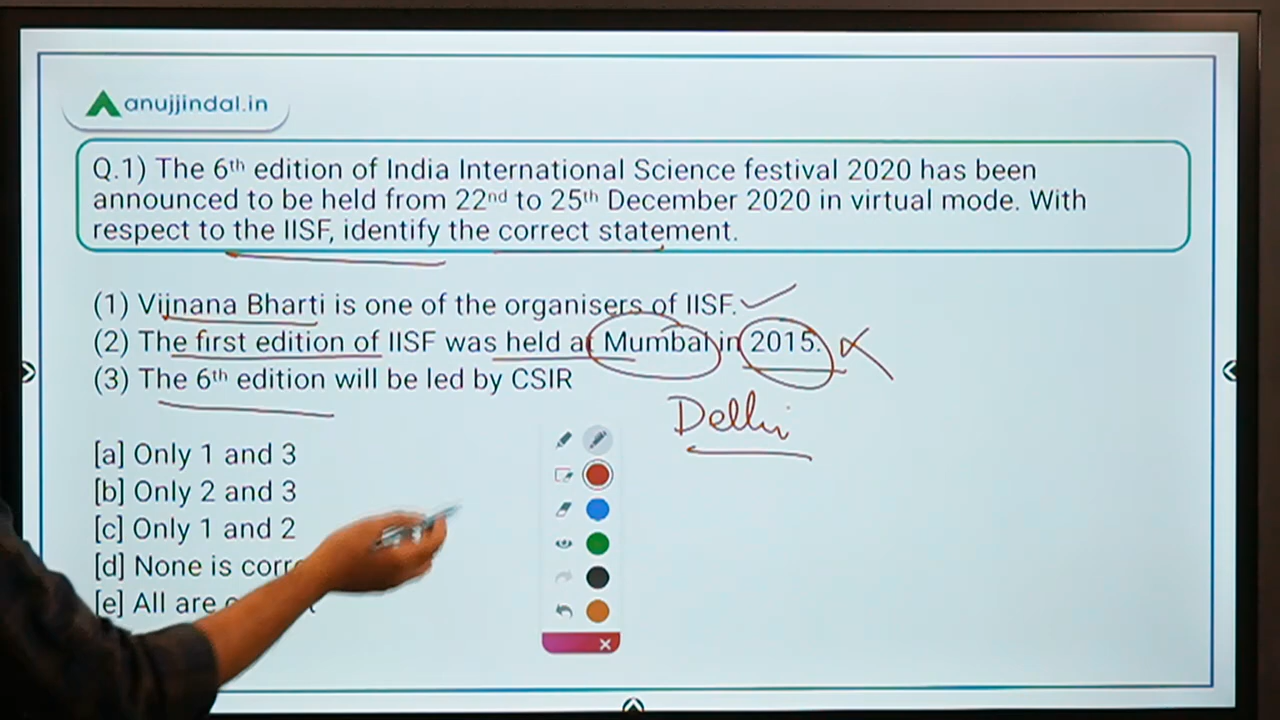 anujjindal.in
Q.1) The 6th edition of India International Science festival 2020 has been
announced to be held from 22nd to 25th December 2020 in virtual mode. With
respect to the IISF, identify the correct statement.
(1) Vijnana Bharti is one of the organisers of IISF.
(2) The first edition of IISF was held at Mumbai in 2015.
(3) The 6th edition will be led by CSIR
Delhi
[a] Only 1 and 3
[b] Only 2 and 3
[c] Only 1 and 2
[d] None is
[e] All are